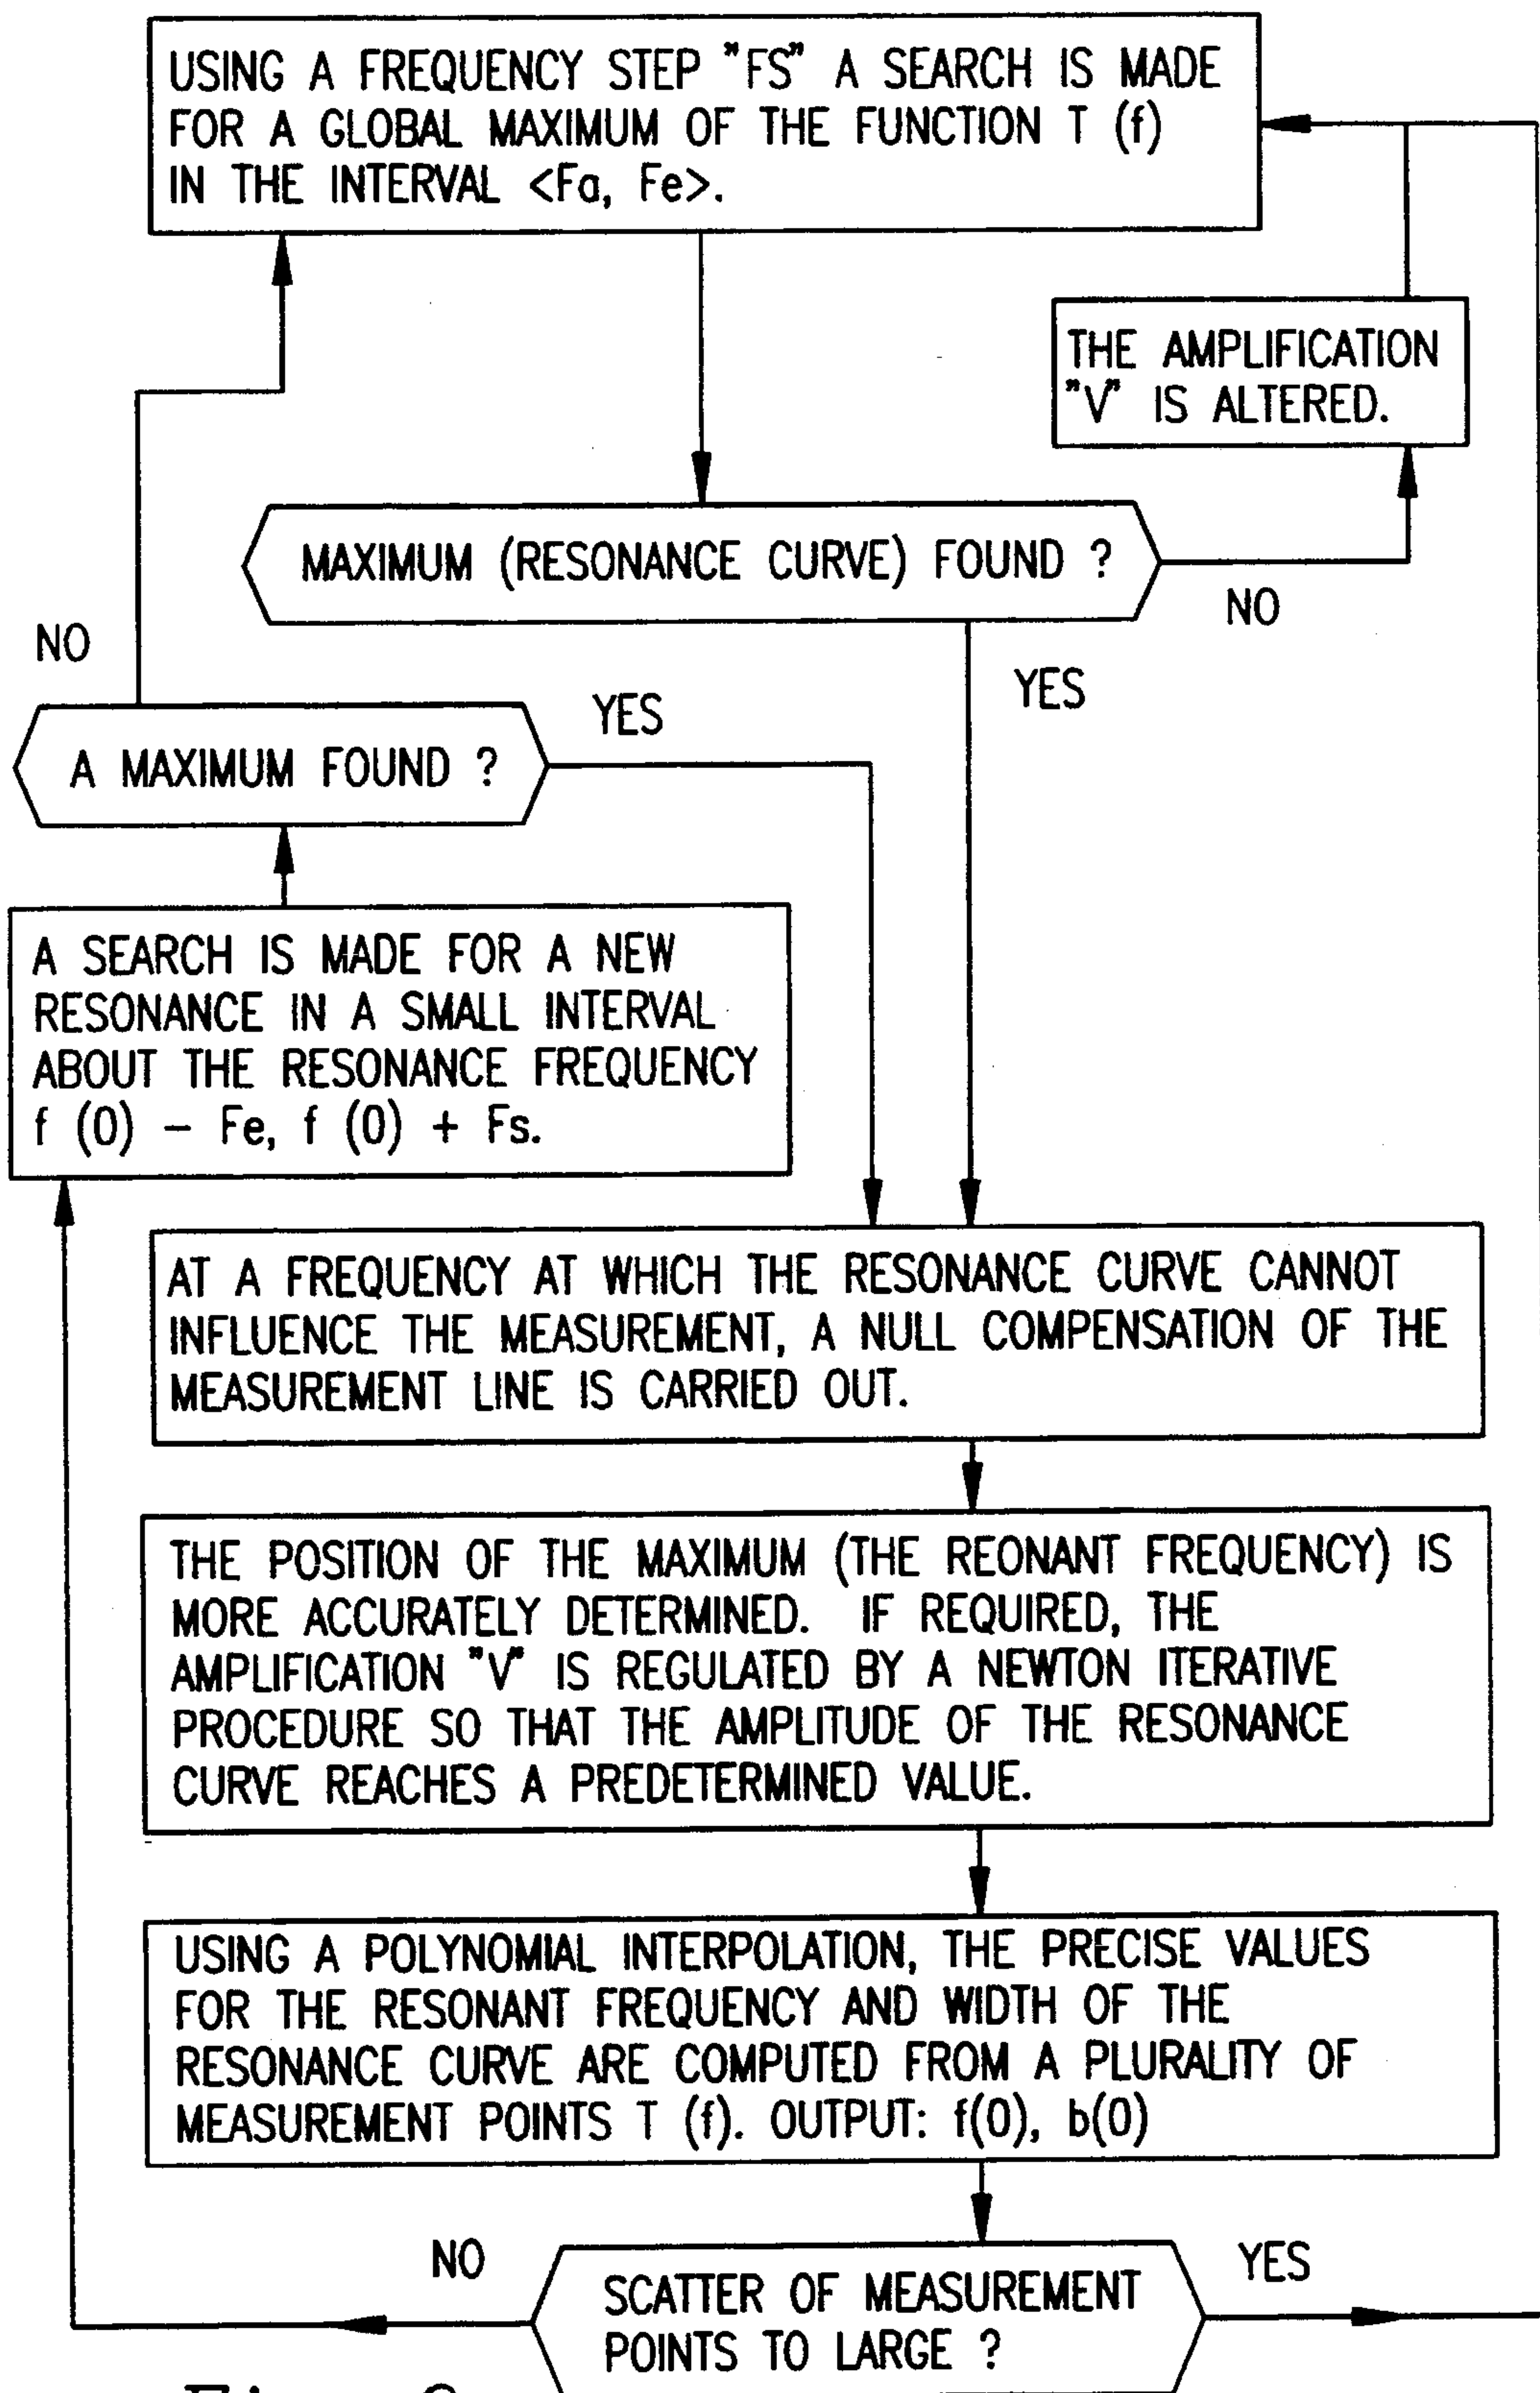 USING A FREQUENCY STEP "FS" A SEARCH IS MADE
FOR A GLOBAL MAXIMUM OF THE FUNCTION T (f)
IN THE INTERVAL <Fa, Fe>.
THE AMPLIFICATION
"V" IS ALTERED.
MAXIMUM (RESONANCE CURVE) FOUND ?
NO
NO
YES
YES
A MAXIMUM FOUND ?
A SEARCH IS MADE FOR A NEW
RESONANCE IN A SMALL INTERVAL
ABOUT THE RESONANCE FREQUENCY
f (0) – Fe, f (0) + Fs.
AT A FREQUENCY AT WHICH THE RESONANCE CURVE CANNOT
INFLUENCE THE MEASUREMENT, A NULL COMPENSATION OF THE
MEASUREMENT LINE IS CARRIED OUT.
THE POSITION OF THE MAXIMUM (THE REONANT FREQUENCY) IS
MORE ACCURATELY DETERMINED. IF REQUIRED, THE
AMPLIFICATION "V" IS REGULATED BY A NEWTON ITERATIVE
PROCEDURE SO THAT THE AMPLITUDE OF THE RESONANCE
CURVE REACHES A PREDETERMINED VALUE.
USING A POLYNOMIAL INTERPOLATION, THE PRECISE VALUES
FOR THE RESONANT FREQUENCY AND WIDTH OF THE
RESONANCE CURVE ARE COMPUTED FROM A PLURALITY OF
MEASUREMENT POINTS T (f). OUTPUT: f(0), b(0)
NO
YES
SCATTER OF MEASUREMENT
POINTS TO LARGE ?